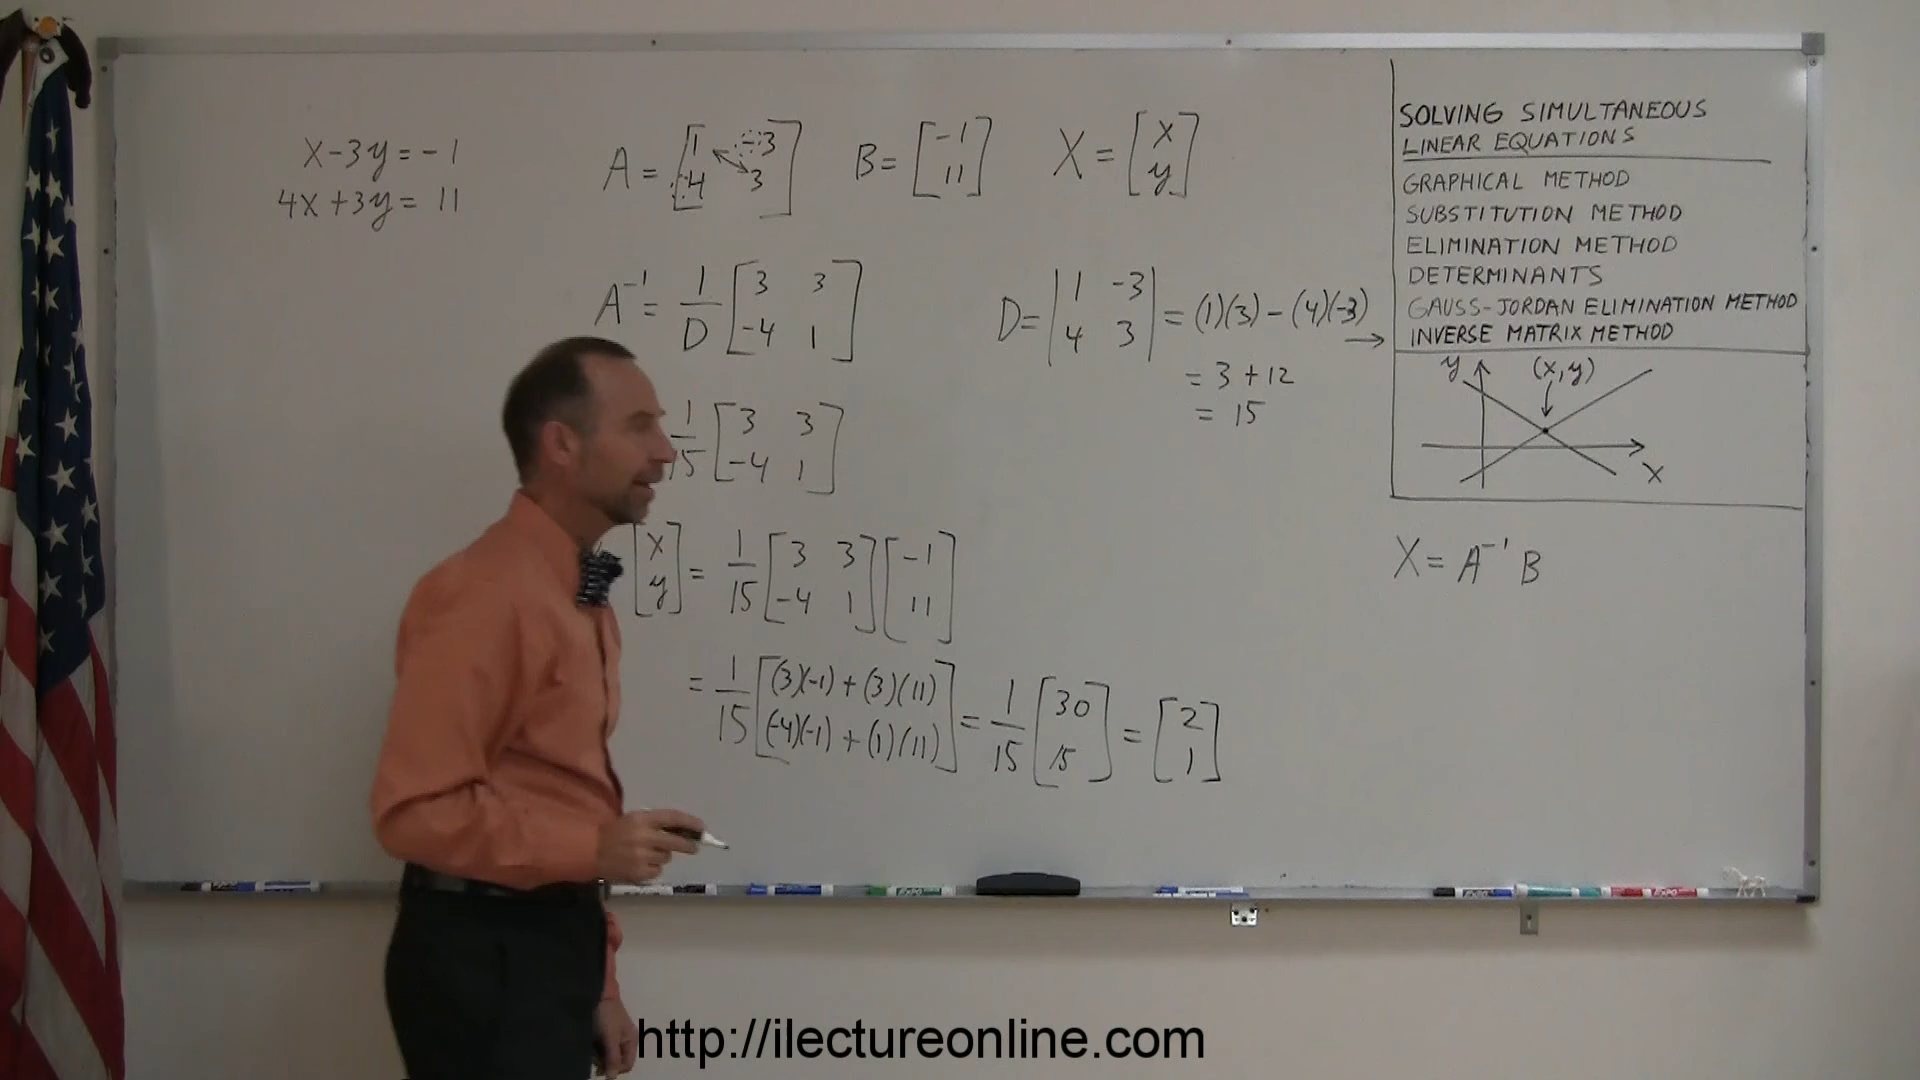 x-3y=-1
4x+3y=11
A = [1 -3
4 3]
B = [-1
11]
X = [x
y]
A⁻¹ = 1/D [3 3
-4 1]
D = |1 -3
4 3| = (1)(3) - (4)(-3)
= 3 + 12
= 15
1/15 [3 3
-4 1]
[x
y] = 1/15 [3 3
-4 1] [-1
11]
= 1/15 [(3)(-1) + (3)(11)
(-4)(-1) + (1)(11)] = 1/15 [30
15] = [2
1]
SOLVING SIMULTANEOUS
LINEAR EQUATIONS
GRAPHICAL METHOD
SUBSTITUTION METHOD
ELIMINATION METHOD
DETERMINANTS
GAUSS-JORDAN ELIMINATION METHOD
→ INVERSE MATRIX METHOD
y (x,y)
x
X = A⁻¹ B
http://ilectureonline.com